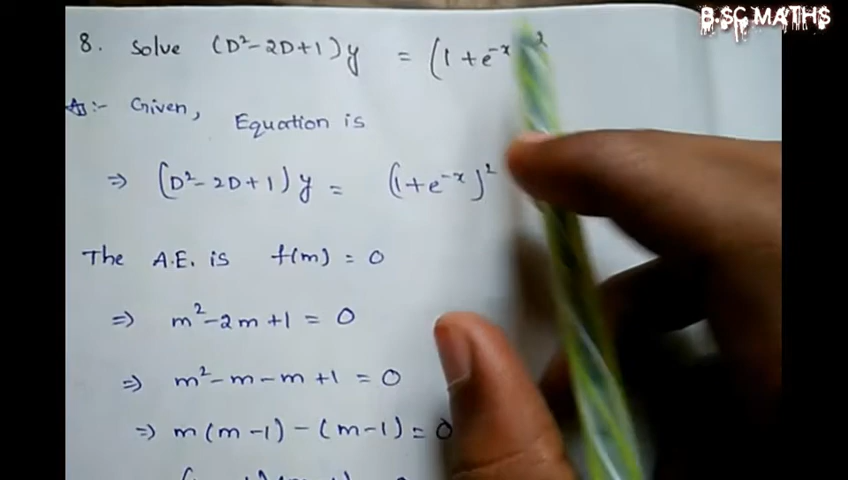 B.SC MATHS
8. Solve (D²-2D+1)y = (1+e⁻ˣ ²
Given,
Equation is
⇒ (D²-2D+1)y = (1+e⁻ˣ)²
The A.E. is f(m) = 0
⇒ m²-2m+1 = 0
⇒ m²-m-m+1 = 0
⇒ m(m-1)-(m-1)=0